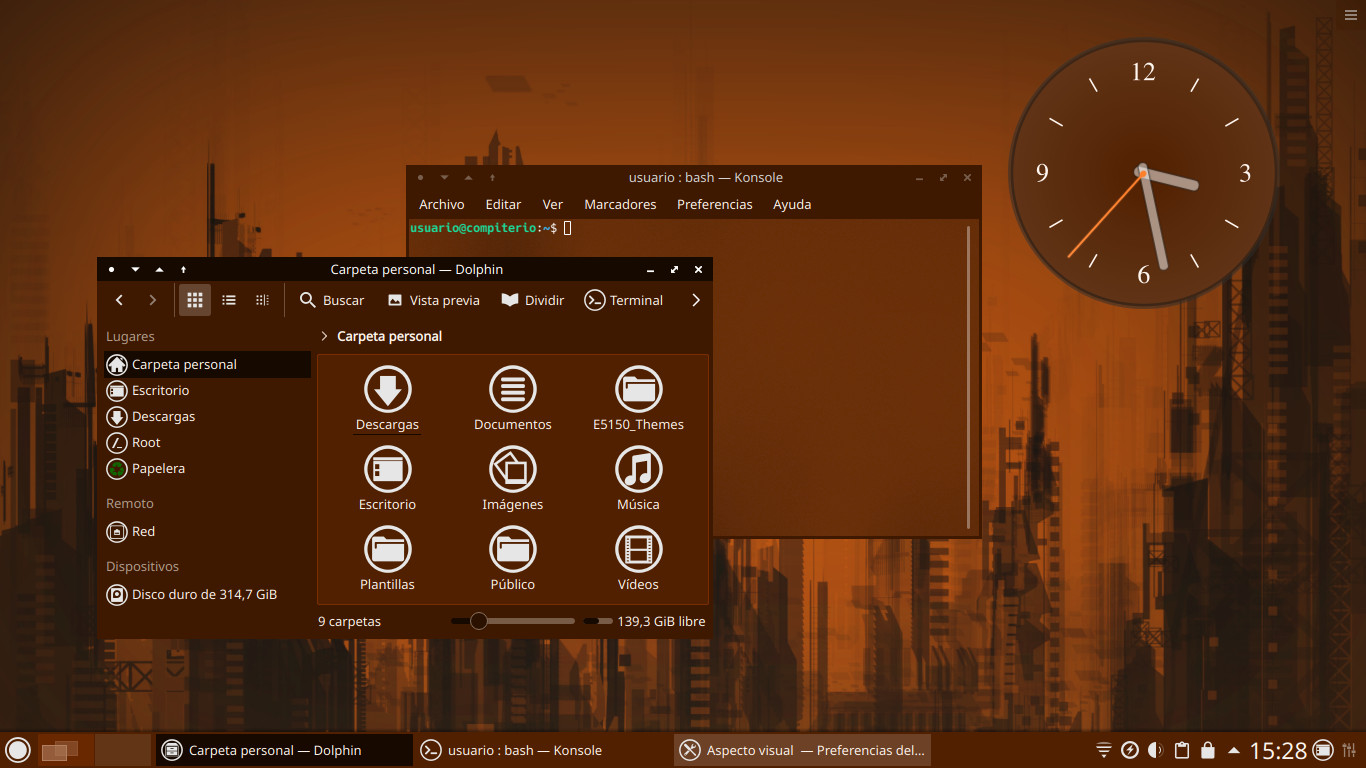 12
9
3
6
usuario : bash — Konsole
Archivo Editar Ver Marcadores Preferencias Ayuda
usuario@compiterio:~$
Carpeta personal — Dolphin
Buscar Vista previa Dividir Terminal
Lugares
Carpeta personal
Escritorio
Descargas
Root
Papelera
Remoto
Red
Dispositivos
Disco duro de 314,7 GiB
Carpeta personal
Descargas Documentos E5150_Themes
Escritorio Imágenes Música
Plantillas Público Vídeos
9 carpetas 139,3 GiB libre
Carpeta personal — Dolphin usuario : bash — Konsole Aspecto visual — Preferencias del... 15:28